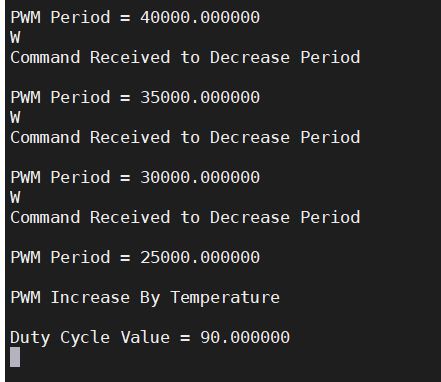 PWM Period = 40000.000000
W
Command Received to Decrease Period
PWM Period = 35000.000000
W
Command Received to Decrease Period
PWM Period = 30000.000000
W
Command Received to Decrease Period
PWM Period = 25000.000000
PWM Increase By Temperature
Duty Cycle Value = 90.000000